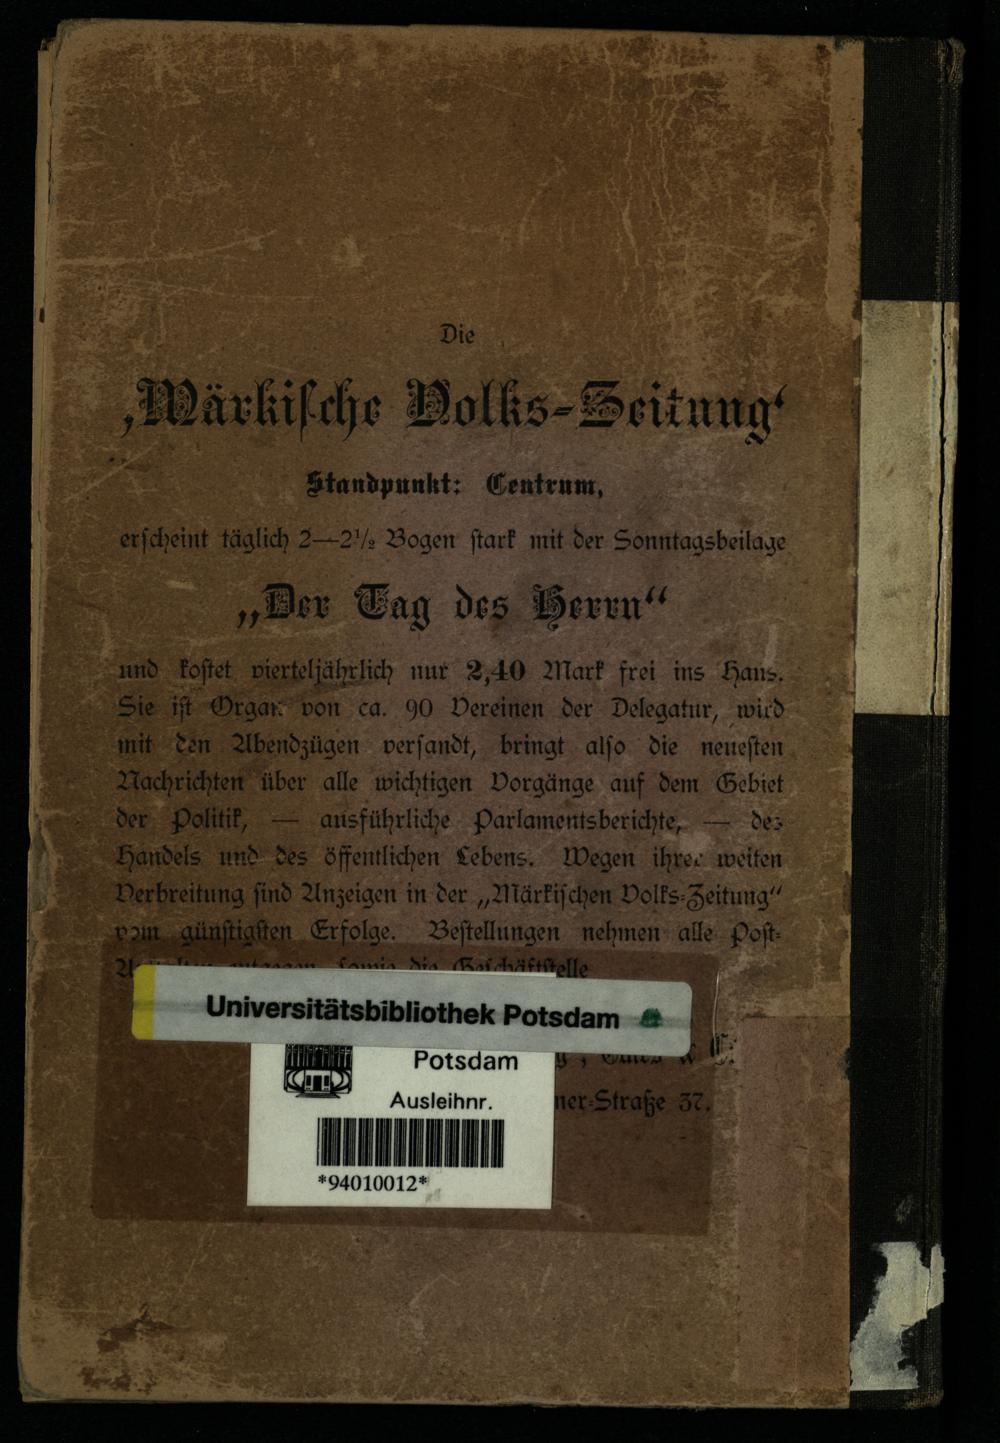 Die
‚Märkische Volks-Zeitung‘
Standpunkt: Centrum,
erscheint täglich 2—2½ Bogen stark mit der Sonntagsbeilage
„Der Tag des Herrn“
und kostet vierteljährlich nur 2,40 Mark frei ins Haus.
Sie ist Organ von ca. 90 Vereinen der Delegatur, wird
mit den Abendzügen versandt, bringt also die neuesten
Nachrichten über alle wichtigen Vorgänge auf dem Gebiet
der Politik, — ausführliche Parlamentsberichte, — des
Handels und des öffentlichen Lebens. Wegen ihrer weiten
Verbreitung sind Anzeigen in der „Märkischen Volks-Zeitung“
vom günstigsten Erfolge. Bestellungen nehmen alle Post-
entgegen, sowie die Geschäftsstelle
Universitätsbibliothek Potsdam
Potsdam
Ausleihnr.
ner-Straße 37.
*94010012*